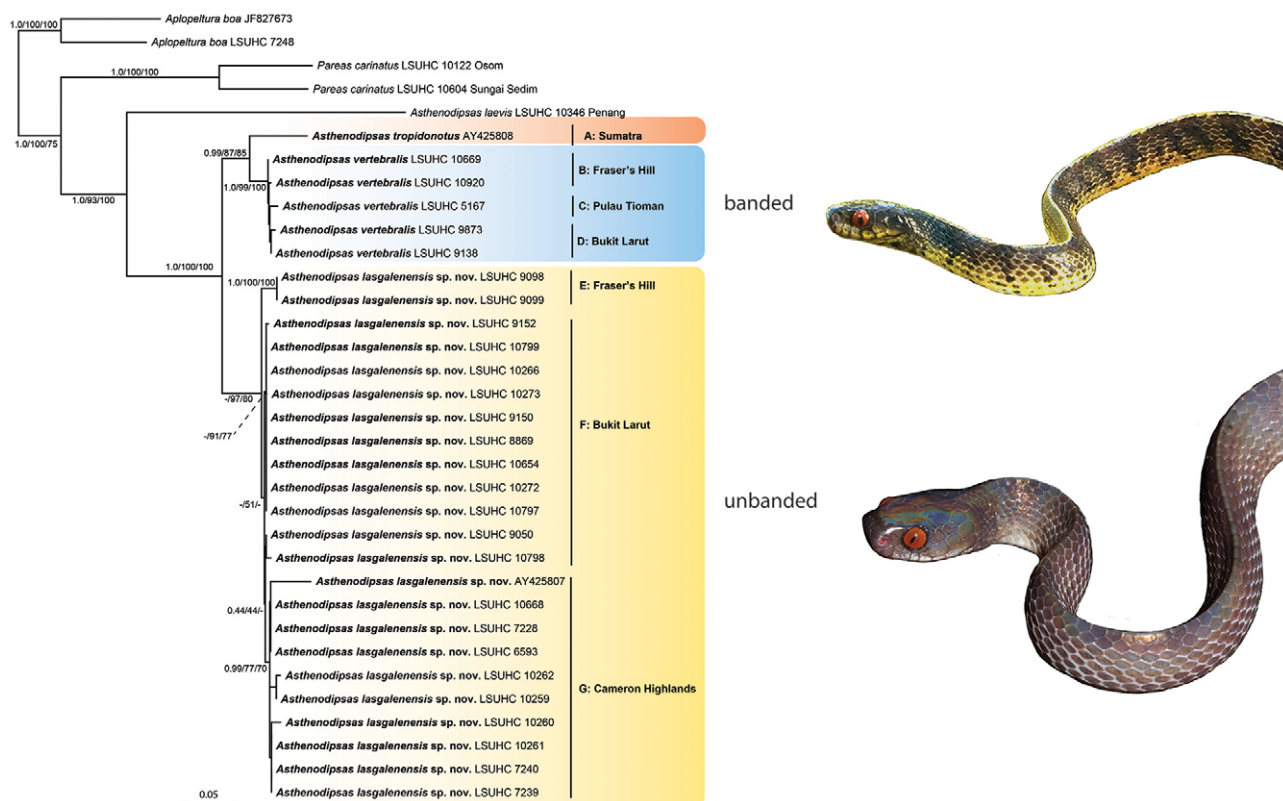 1.0/100/100
Aplopeltura boa JF827673
Aplopeltura boa LSUHC 7248
1.0/100/100
Pareas carinatus LSUHC 10122 Osom
Pareas carinatus LSUHC 10604 Sungai Sedim
Asthenodipsas laevis LSUHC 10346 Penang
1.0/100/75
Asthenodipsas tropidonotus AY425808
A: Sumatra
0.99/87/85
Asthenodipsas vertebralis LSUHC 10669
B: Fraser's Hill
1.0/99/100
Asthenodipsas vertebralis LSUHC 10920
1.0/93/100
Asthenodipsas vertebralis LSUHC 5167
C: Pulau Tioman
banded
Asthenodipsas vertebralis LSUHC 9873
D: Bukit Larut
Asthenodipsas vertebralis LSUHC 9138
1.0/100/100
Asthenodipsas lasgalenensis sp. nov. LSUHC 9098
1.0/100/100
E: Fraser's Hill
Asthenodipsas lasgalenensis sp. nov. LSUHC 9099
Asthenodipsas lasgalenensis sp. nov. LSUHC 9152
Asthenodipsas lasgalenensis sp. nov. LSUHC 10799
Asthenodipsas lasgalenensis sp. nov. LSUHC 10266
Asthenodipsas lasgalenensis sp. nov. LSUHC 10273
-/97/80
Asthenodipsas lasgalenensis sp. nov. LSUHC 9150
F: Bukit Larut
-/91/77
Asthenodipsas lasgalenensis sp. nov. LSUHC 8869
Asthenodipsas lasgalenensis sp. nov. LSUHC 10654
Asthenodipsas lasgalenensis sp. nov. LSUHC 10272
unbanded
-/51/-
Asthenodipsas lasgalenensis sp. nov. LSUHC 10797
Asthenodipsas lasgalenensis sp. nov. LSUHC 9050
Asthenodipsas lasgalenensis sp. nov. LSUHC 10798
Asthenodipsas lasgalenensis sp. nov. AY425807
0.44/44/-
Asthenodipsas lasgalenensis sp. nov. LSUHC 10668
Asthenodipsas lasgalenensis sp. nov. LSUHC 7228
Asthenodipsas lasgalenensis sp. nov. LSUHC 6593
0.99/77/70
Asthenodipsas lasgalenensis sp. nov. LSUHC 10262
G: Cameron Highlands
Asthenodipsas lasgalenensis sp. nov. LSUHC 10259
Asthenodipsas lasgalenensis sp. nov. LSUHC 10260
Asthenodipsas lasgalenensis sp. nov. LSUHC 10261
Asthenodipsas lasgalenensis sp. nov. LSUHC 7240
Asthenodipsas lasgalenensis sp. nov. LSUHC 7239
0.05